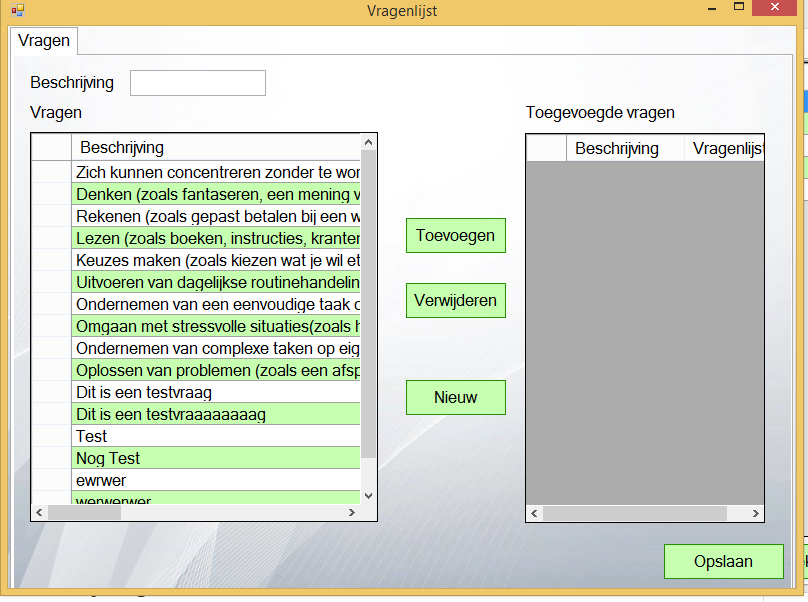 Vragenlijst
Vragen
Beschrijving
Vragen
Toegevoegde vragen
Beschrijving
Zich kunnen concentreren zonder te wor
Denken (zoals fantaseren, een mening v
Rekenen (zoals gepast betalen bij een w
Lezen (zoals boeken, instructies, kranter
Keuzes maken (zoals kiezen wat je wil et
Uitvoeren van dagelijkse routinehandelin
Ondernemen van een eenvoudige taak o
Omgaan met stressvolle situaties(zoals h
Ondernemen van complexe taken op eig
Oplossen van problemen (zoals een afsp
Dit is een testvraag
Dit is een testvraaaaaaaag
Test
Nog Test
ewrwer
werwerwer
Toevoegen
Verwijderen
Nieuw
Beschrijving Vragenlijst
Opslaan